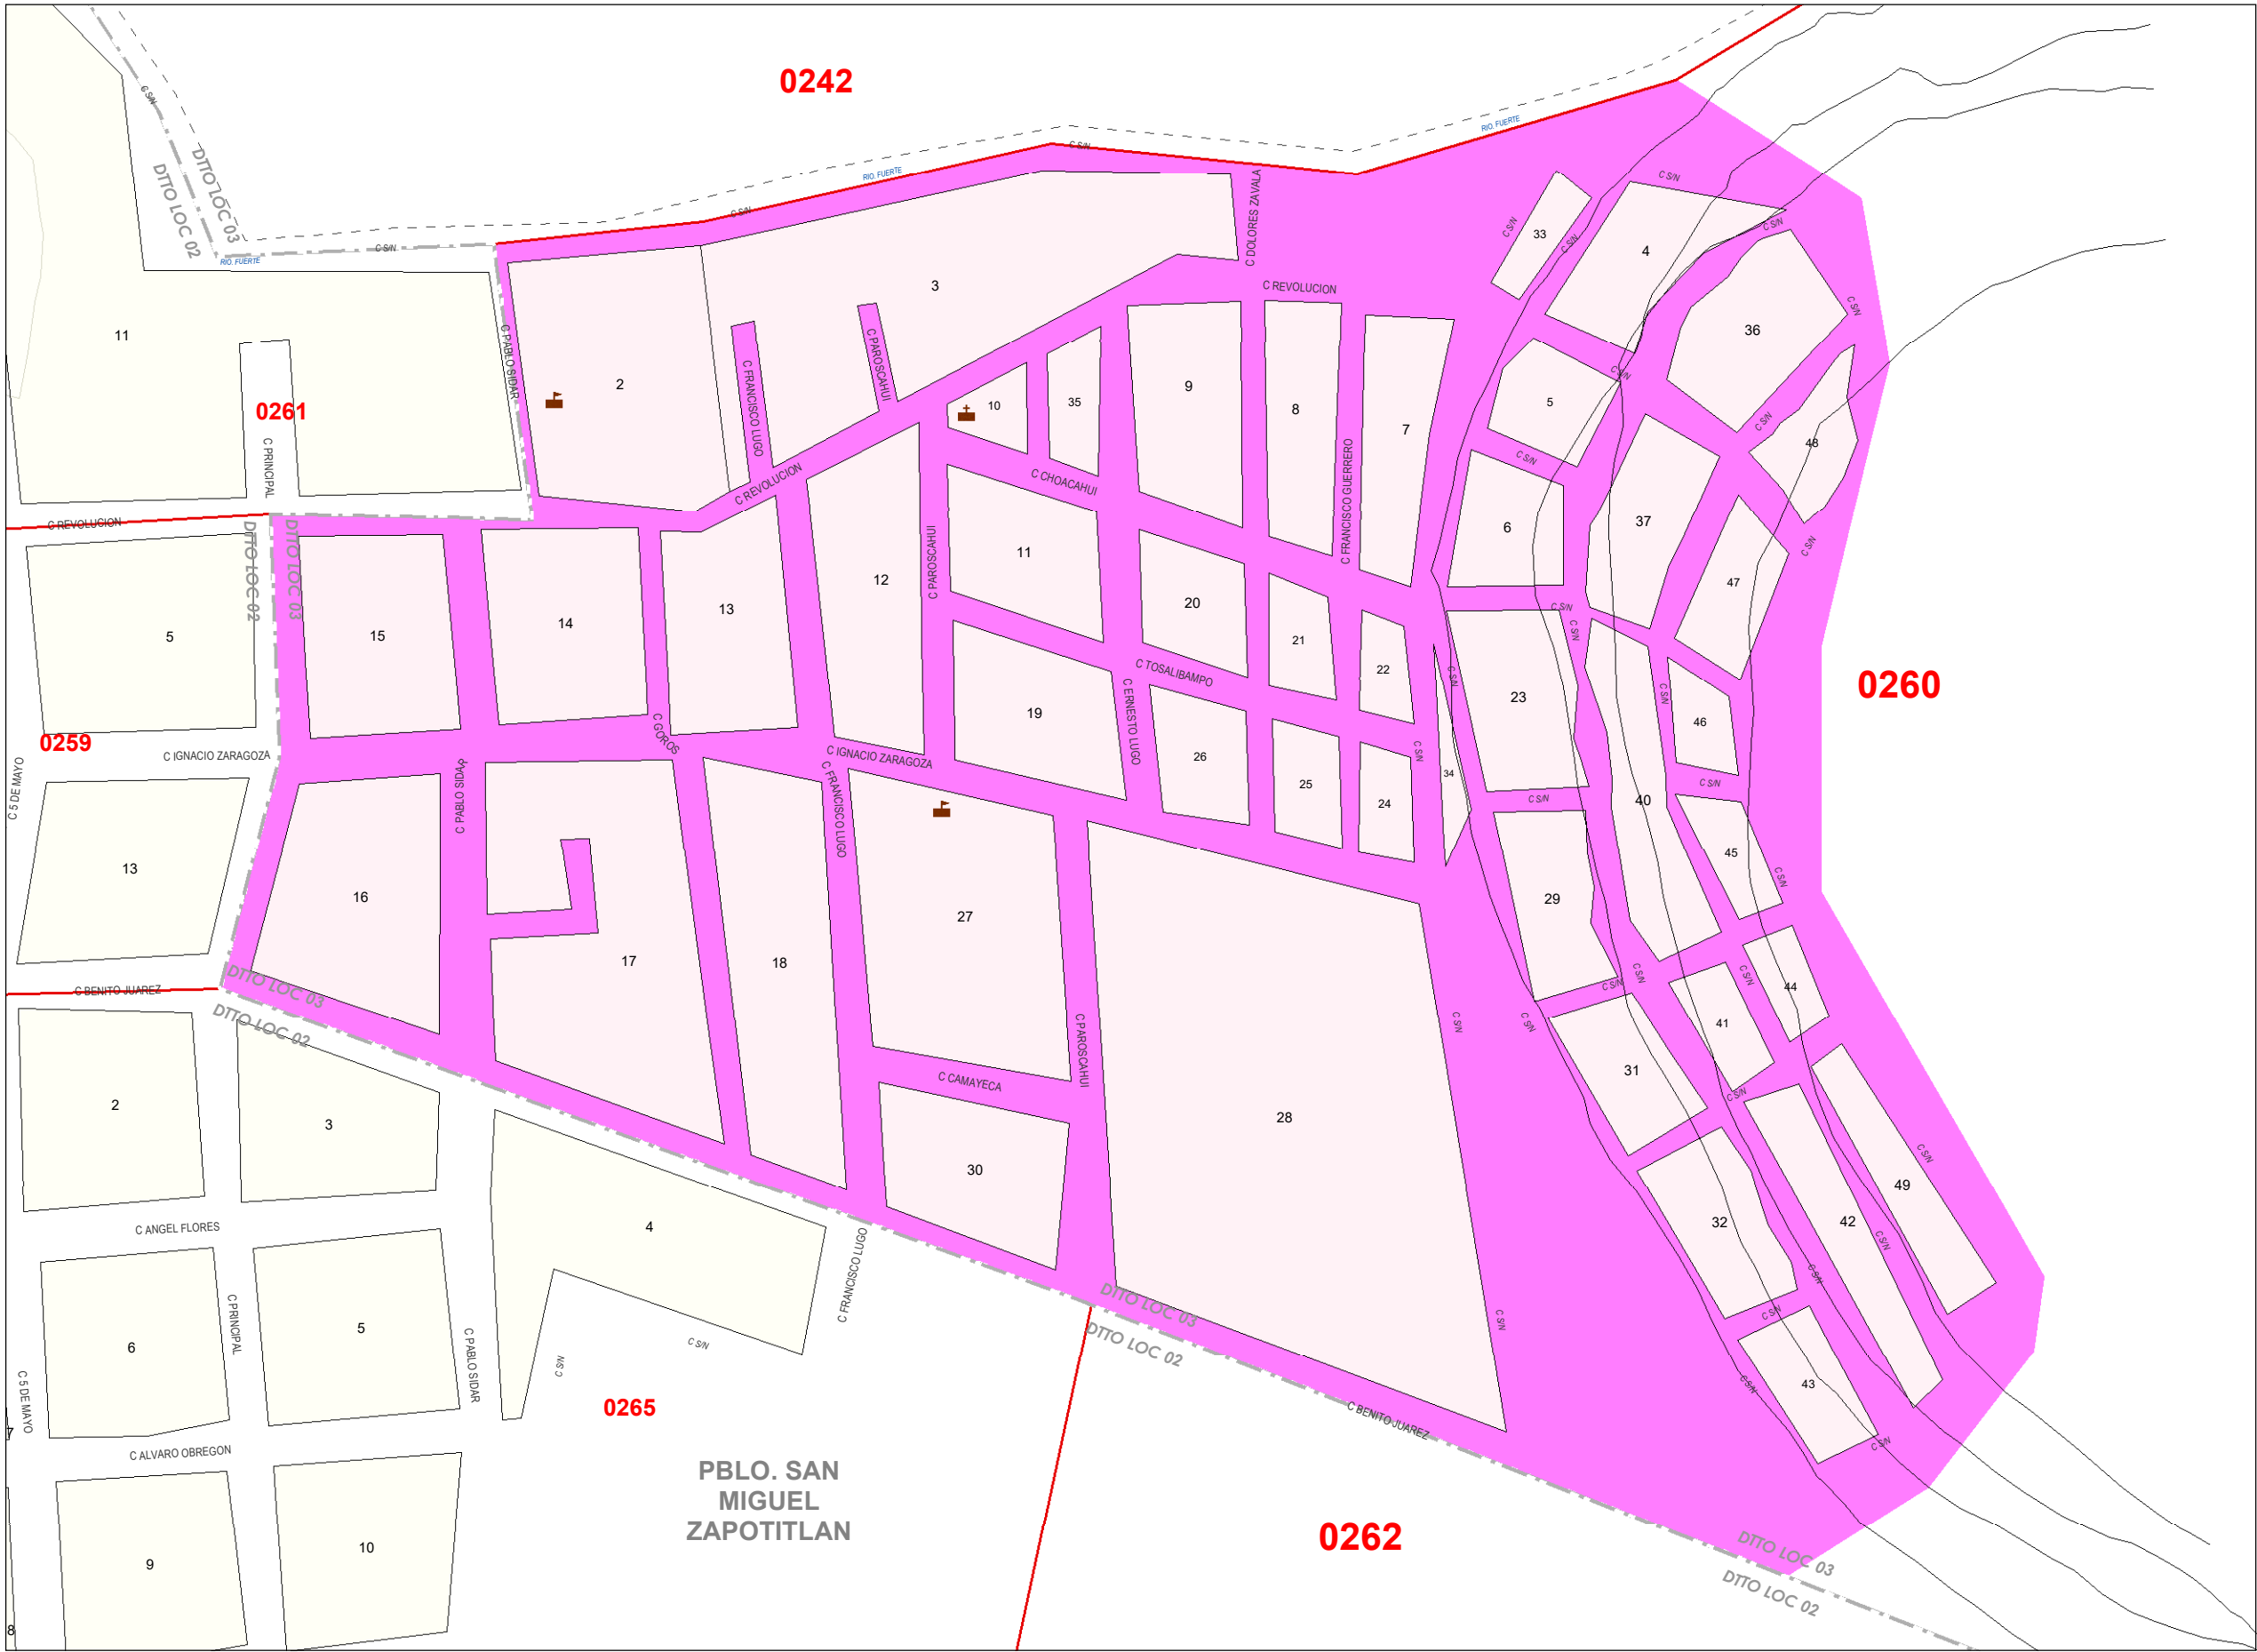 0242
C S/N
RIO. FUERTE
C S/N
DTTO LOC 03
DTTO LOC 02
C S/N
RIO. FUERTE
RIO. FUERTE
C S/N
C S/N
C DOLORES ZAVALA
33
C S/N
C S/N
4
C S/N
C S/N
3
C REVOLUCION
36
C S/N
11
C PABLO SIDAR
2
C FRANCISCO LUGO
C PAROSCAHUI
10
35
9
8
7
5
C S/N
C S/N
48
0261
C PRINCIPAL
C REVOLUCION
C REVOLUCION
C CHOACAHUI
C FRANCISCO GUERRERO
C S/N
6
37
C S/N
47
DTTO LOC 02
DTTO LOC 03
5
15
14
13
12
C PAROSCAHUI
11
20
21
22
C S/N
C S/N
C S/N
23
C S/N
46
0260
0259
C IGNACIO ZARAGOZA
C GOROS
C IGNACIO ZARAGOZA
19
C TOSALIBAMPO
C ERNESTO LUGO
26
25
24
C S/N
34
C S/N
40
C S/N
45
C S/N
C 5 DE MAYO
13
16
C PABLO SIDAR
17
18
C FRANCISCO LUGO
27
29
C S/N
C S/N
C S/N
44
C BENITO JUAREZ
DTTO LOC 03
DTTO LOC 02
C PAROSCAHUI
C S/N
C S/N
41
C S/N
31
2
3
C CAMAYECA
28
30
32
42
49
C S/N
C S/N
C S/N
C S/N
C ANGEL FLORES
4
C FRANCISCO LUGO
6
C PRINCIPAL
5
C PABLO SIDAR
C S/N
C S/N
DTTO LOC 03
DTTO LOC 02
C S/N
43
C S/N
C S/N
C 5 DE MAYO
7
0265
C BENITO JUAREZ
C ALVARO OBREGON
PBLO. SAN
MIGUEL
ZAPOTITLAN
0262
DTTO LOC 03
DTTO LOC 02
9
10
8